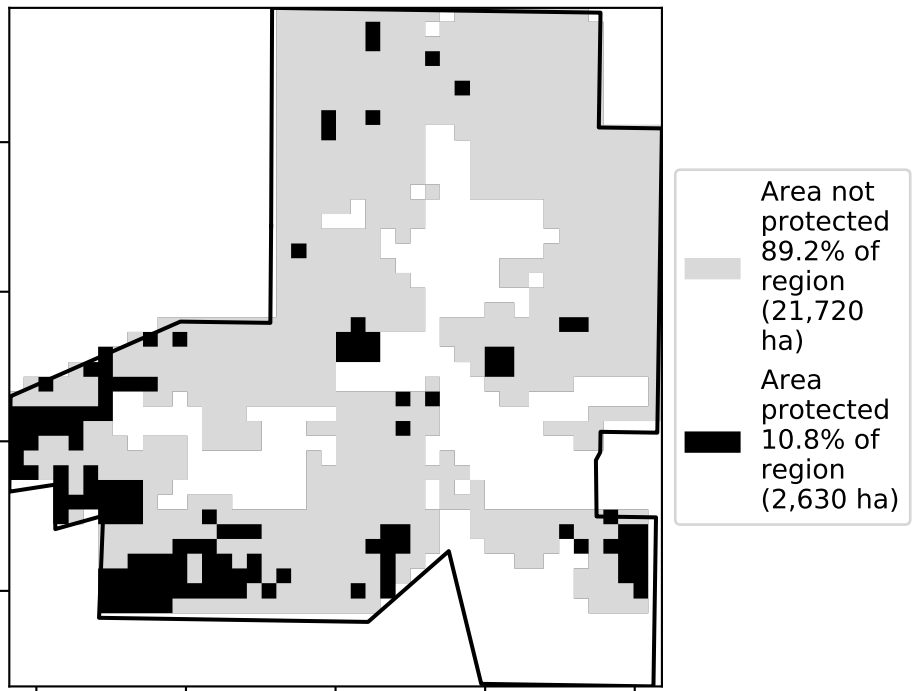 Area not
protected
89.2% of
region
(21,720
ha)
Area
protected
10.8% of
region
(2,630 ha)